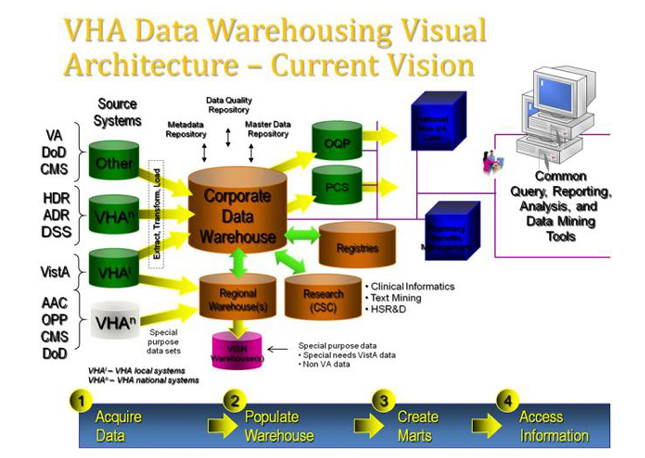 VHA Data Warehousing Visual
Architecture – Current Vision
Source
Systems
Data Quality
Repository
Metadata
Repository
Master Data
Repository
VA
DoD
CMS
Other
HDR
ADR
DSS
VHAⁿ
VistA
VHAˡ
AAC
OPP
CMS
DoD
VHAⁿ
Extract, Transform, Load
Corporate
Data
Warehouse
OQP
PCS
Registries
Regional
Warehouse(s)
Research
(CSC)
• Clinical Informatics
• Text Mining
• HSR&D
Special
purpose
data sets
VISN
Warehouse(s)
Special purpose data
• Special needs VistA data
• Non VA data
Common
Query, Reporting,
Analysis, and
Data Mining
Tools
VHAˡ – VHA local systems
VHAⁿ – VHA national systems
1
Acquire
Data
2
Populate
Warehouse
3
Create
Marts
4
Access
Information